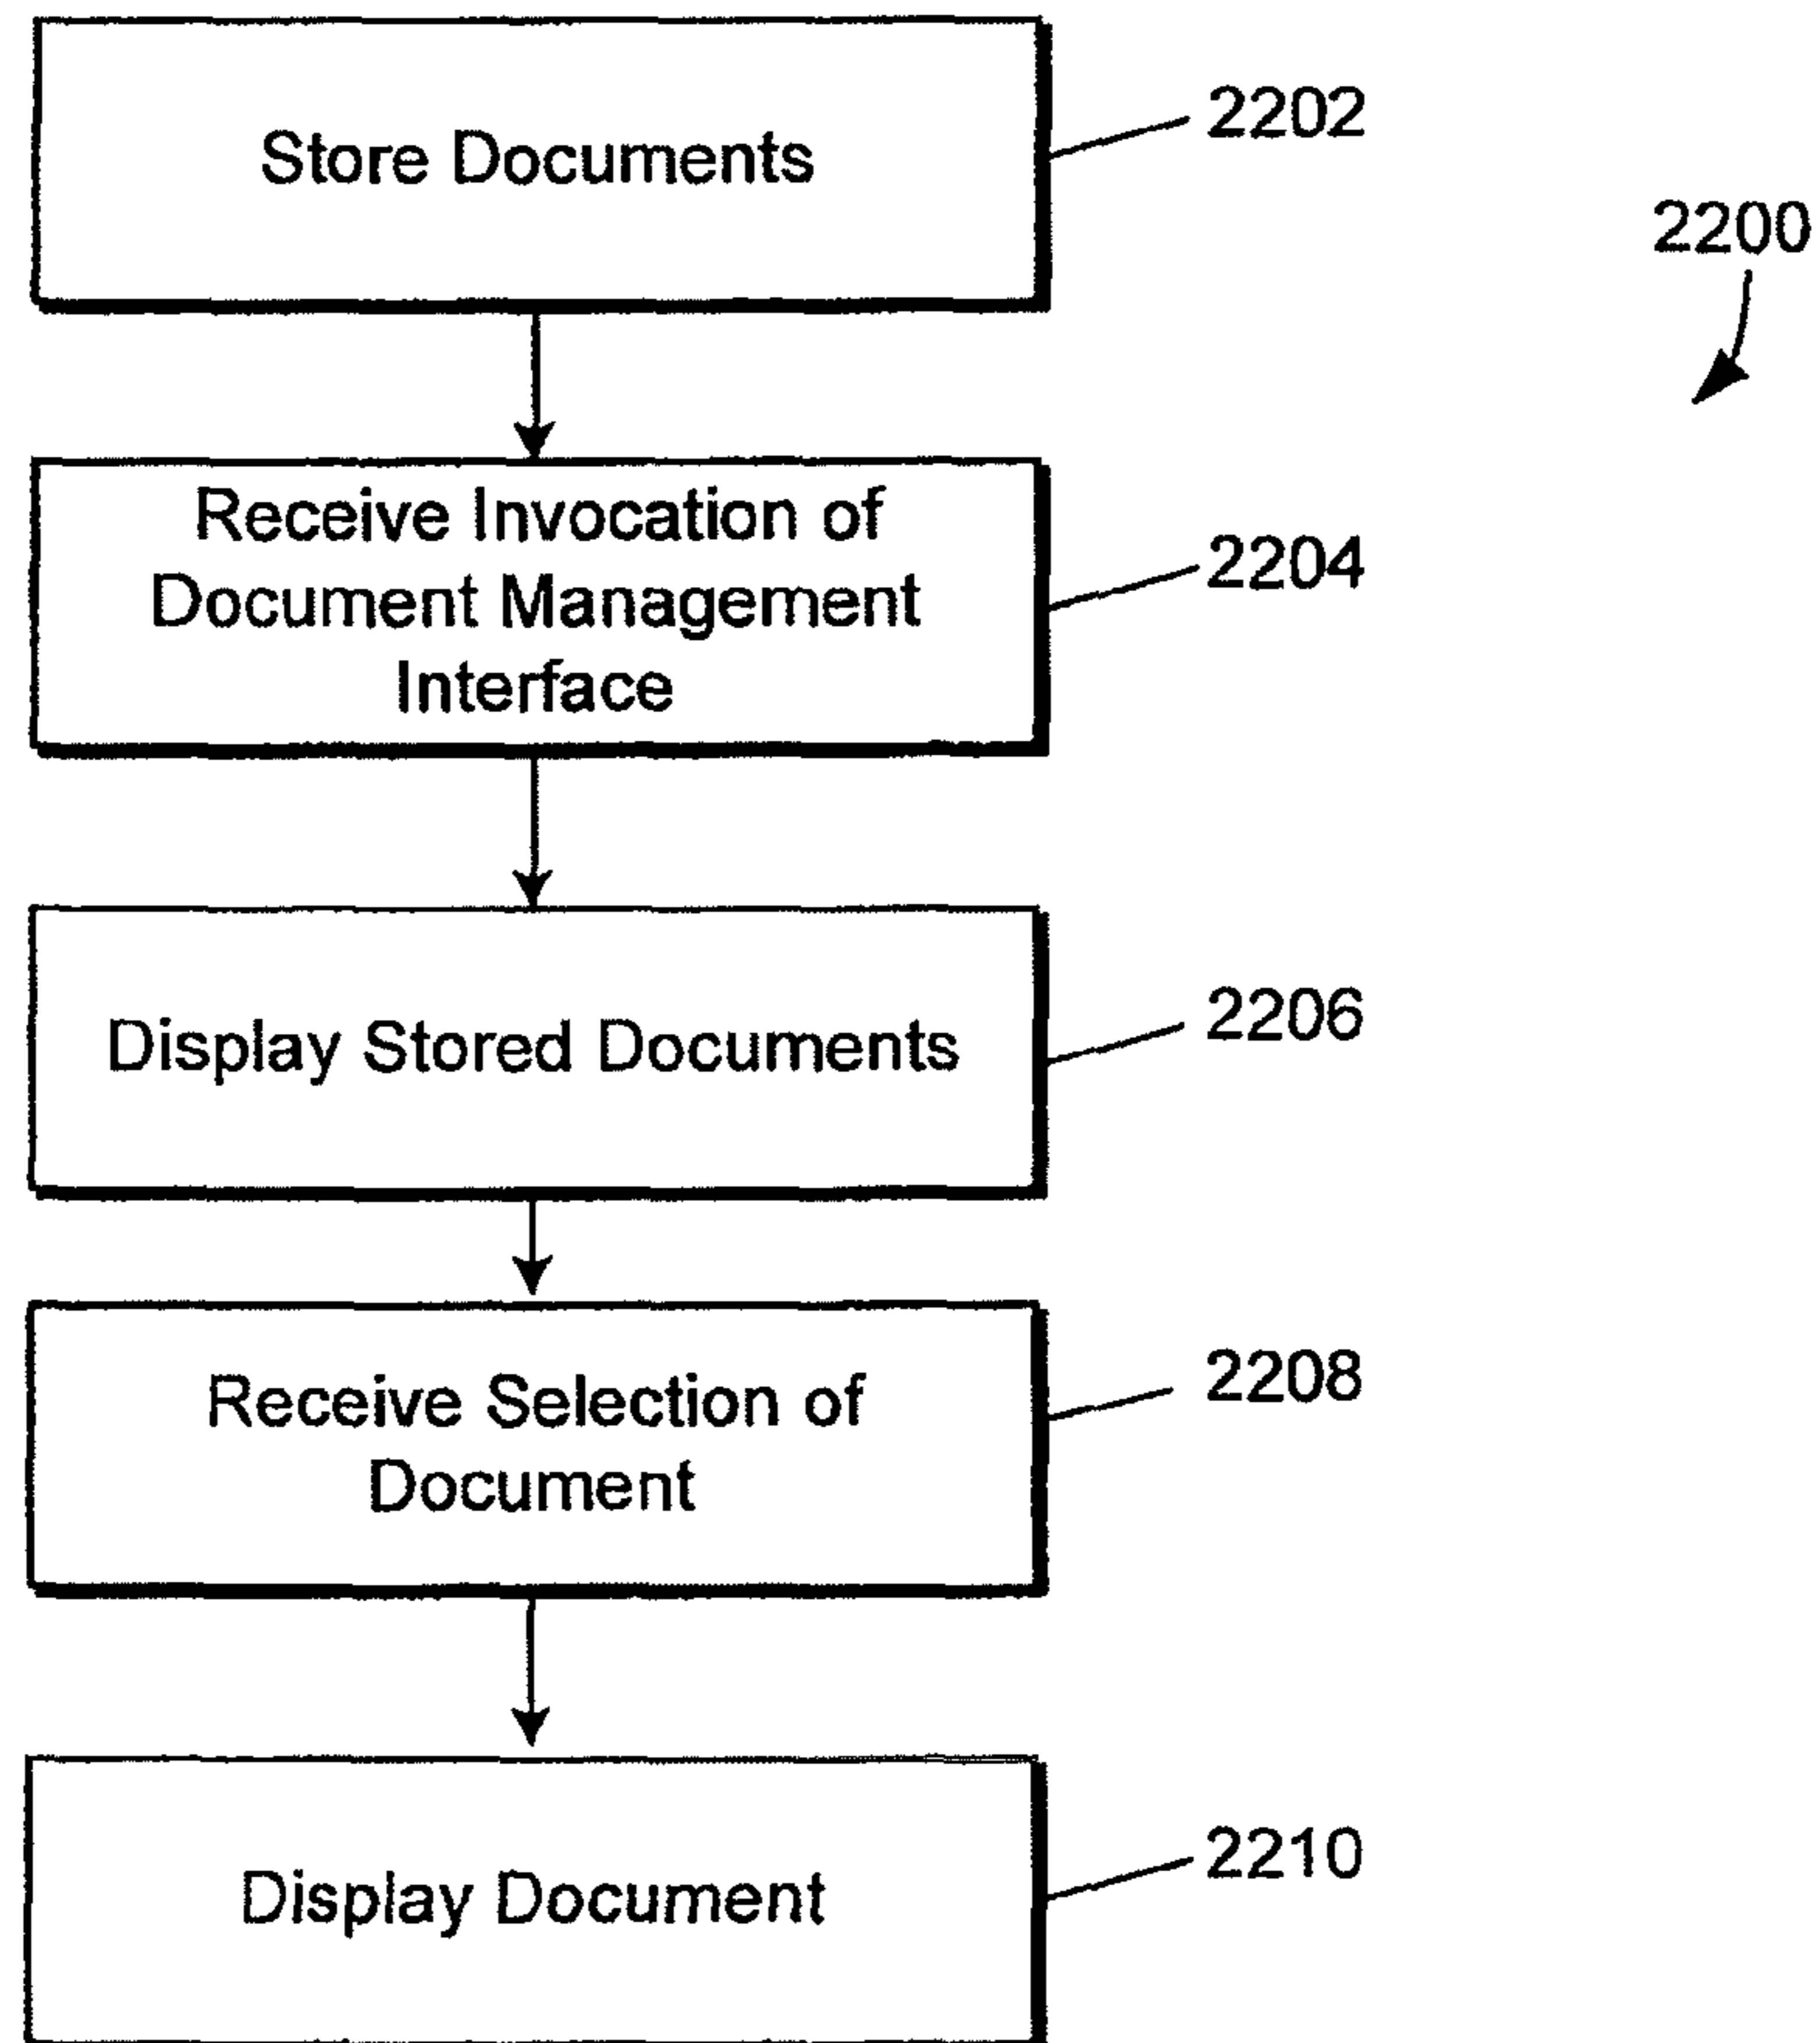 Store Documents
2202
2200
Receive Invocation of
Document Management
Interface
2204
Display Stored Documents
2206
Receive Selection of
Document
2208
Display Document
2210